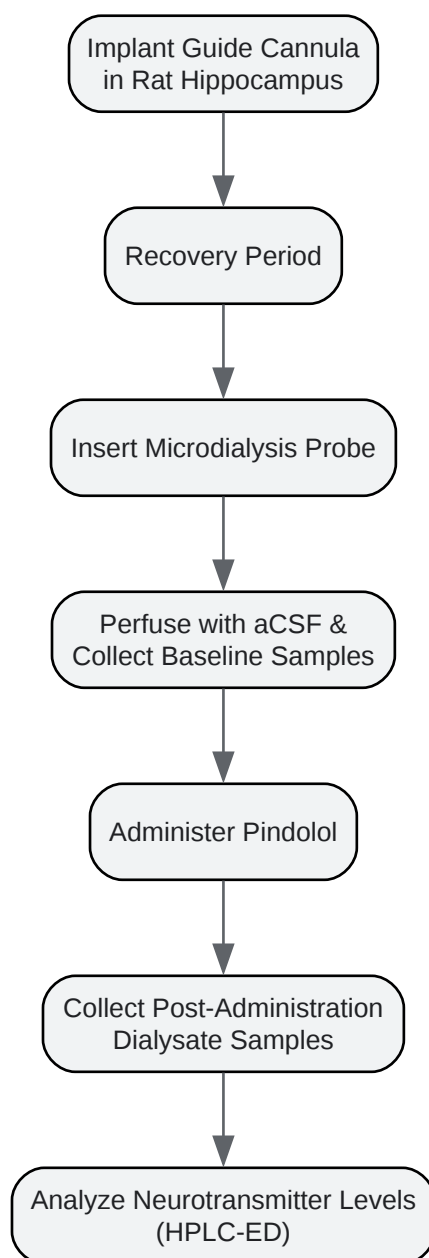 Implant Guide Cannula
in Rat Hippocampus
Recovery Period
Insert Microdialysis Probe
Perfuse with aCSF &
Collect Baseline Samples
Administer Pindolol
Collect Post-Administration
Dialysate Samples
Analyze Neurotransmitter Levels
(HPLC-ED)